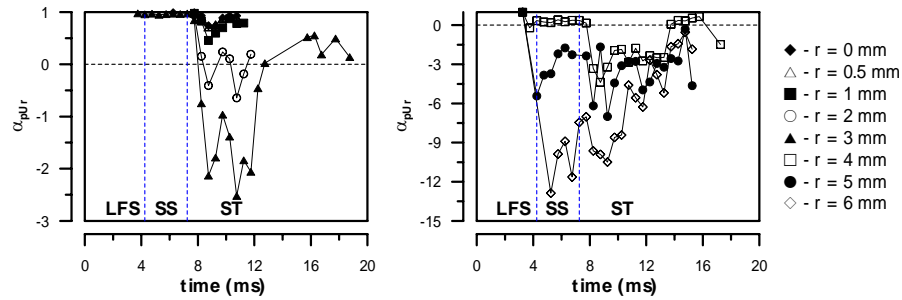 1
0
-1
-2
-3
α_pUr
LFS SS ST
0 4 8 12 16 20
time (ms)
0
-3
-6
-9
-12
-15
α_pUr
LFS SS ST
0 4 8 12 16 20
time (ms)
- r = 0 mm
- r = 0.5 mm
- r = 1 mm
- r = 2 mm
- r = 3 mm
- r = 4 mm
- r = 5 mm
- r = 6 mm